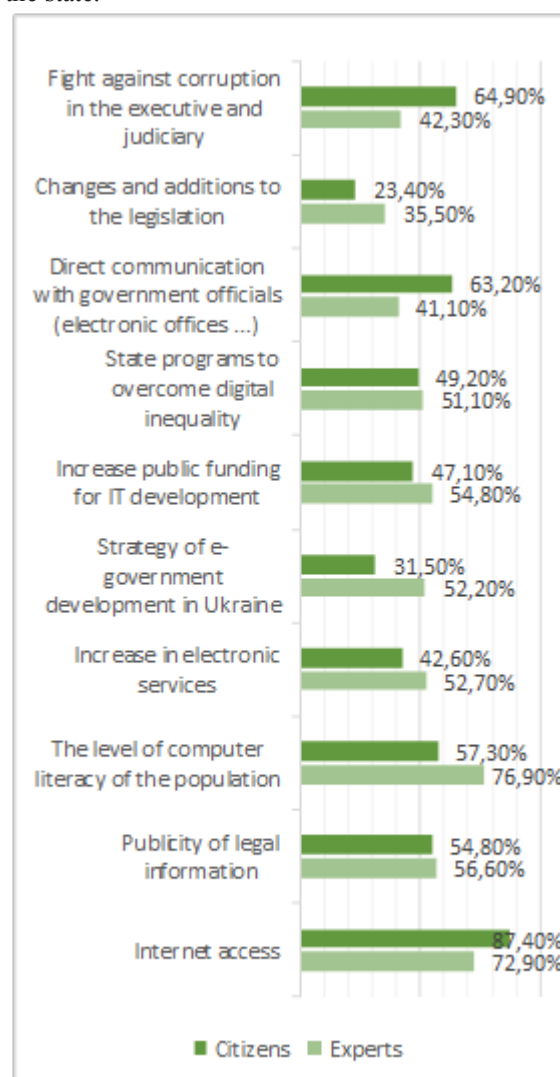 the state.
Fight against corruption
in the executive and
judiciary
64,90%
42,30%
Changes and additions to
the legislation
23,40%
35,50%
Direct communication
with government officials
(electronic offices ...)
63,20%
41,10%
State programs to
overcome digital
inequality
49,20%
51,10%
Increase public funding
for IT development
47,10%
54,80%
Strategy of e-
government
development in Ukraine
31,50%
52,20%
Increase in electronic
services
42,60%
52,70%
The level of computer
literacy of the population
57,30%
76,90%
Publicity of legal
information
54,80%
56,60%
Internet access
87,40%
72,90%
Citizens Experts